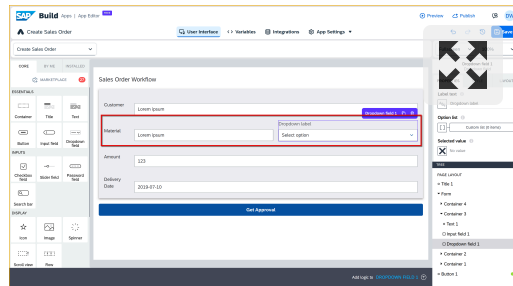 SAP Build Apps | App Editor
Preview Publish DW
Create Sales Order
User Interface
<> Variables
Integrations
App Settings
Save
Create Sales Order
CORE BY ME INSTALLED
MARKETPLACE
ESSENTIALS
Container Title Text
Button Input field Dropdown field
INPUTS
Checkbox field Slider field Password field
Search bar
DISPLAY
Icon Image Spinner
Scroll view Row
Sales Order Workflow
Customer
Lorem Ipsum
Dropdown field 1
Material
Lorem Ipsum
Dropdown label
Select option
Amount
123
Delivery Date
2019-07-10
Get Approval
Add logic to DROPDOWN FIELD 1
Dropdown field 1
Label text
Dropdown label
Option list
Custom list (0 items)
Selected value
No value
TREE
PAGE LAYOUT
Title 1
Form
Container 4
Container 3
Text 1
Input field 1
Dropdown field 1
Container 2
Container 1
Button 1